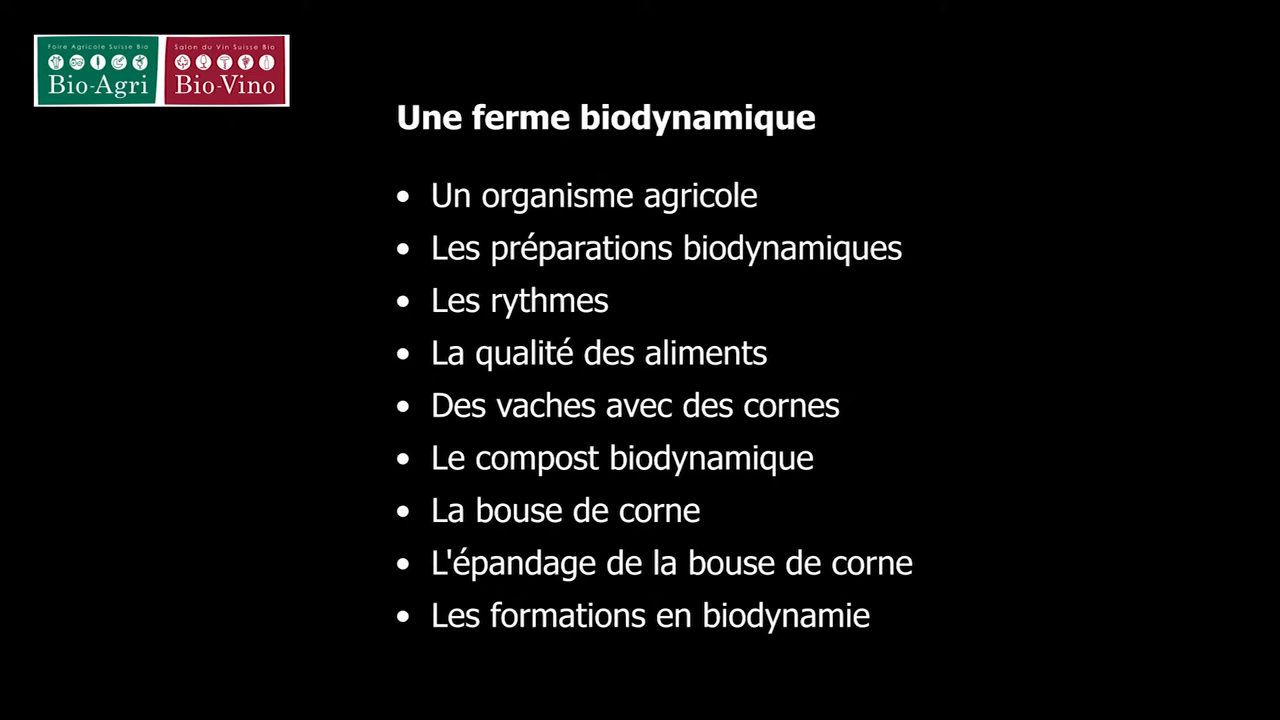 Foire Agricole Suisse Bio
Bio-Agri
Salon du Vin Suisse Bio
Bio-Vino
Une ferme biodynamique
• Un organisme agricole
• Les préparations biodynamiques
• Les rythmes
• La qualité des aliments
• Des vaches avec des cornes
• Le compost biodynamique
• La bouse de corne
• L'épandage de la bouse de corne
• Les formations en biodynamie